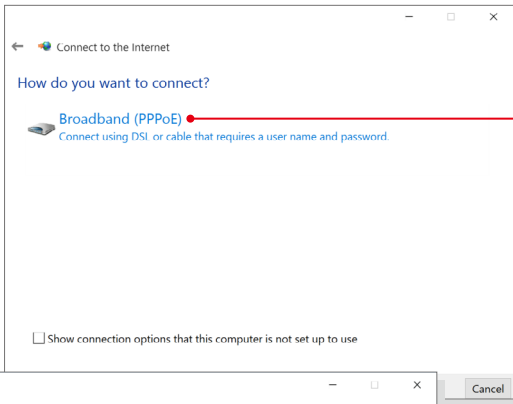 Connect to the Internet
How do you want to connect?
Broadband (PPPoE)
Connect using DSL or cable that requires a user name and password.
Show connection options that this computer is not set up to use
Cancel